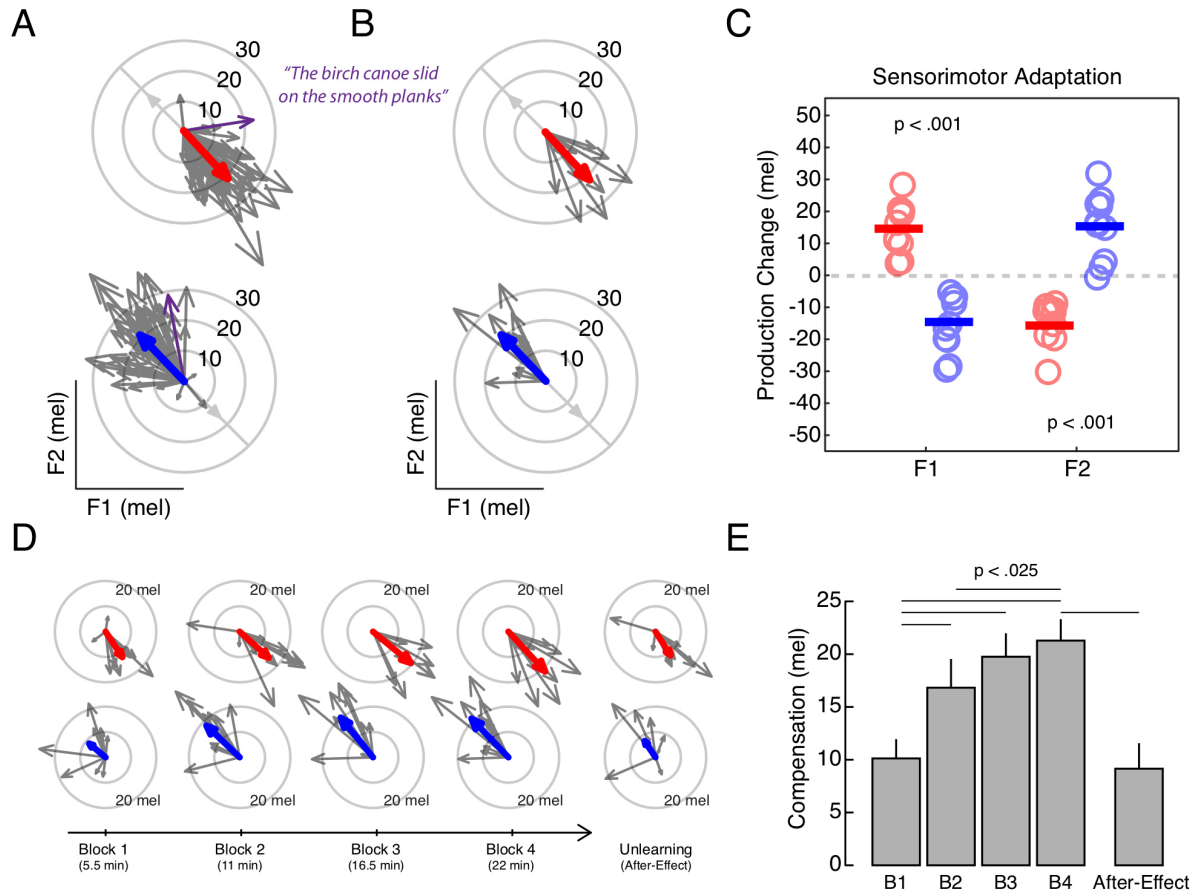 A
B
C
30
20
10
“The birch canoe slid
on the smooth planks”
30
20
10
30
20
10
30
20
10
F2 (mel)
F1 (mel)
F2 (mel)
F1 (mel)
Sensorimotor Adaptation
p < .001
50
40
30
20
10
0
-10
-20
-30
-40
-50
Production Change (mel)
p < .001
F1
F2
D
20 mel
20 mel
20 mel
20 mel
20 mel
20 mel
20 mel
20 mel
20 mel
20 mel
Block 1
(5.5 min)
Block 2
(11 min)
Block 3
(16.5 min)
Block 4
(22 min)
Unlearning
(After-Effect)
E
p < .025
25
20
15
10
5
0
Compensation (mel)
B1 B2 B3 B4 After-Effect